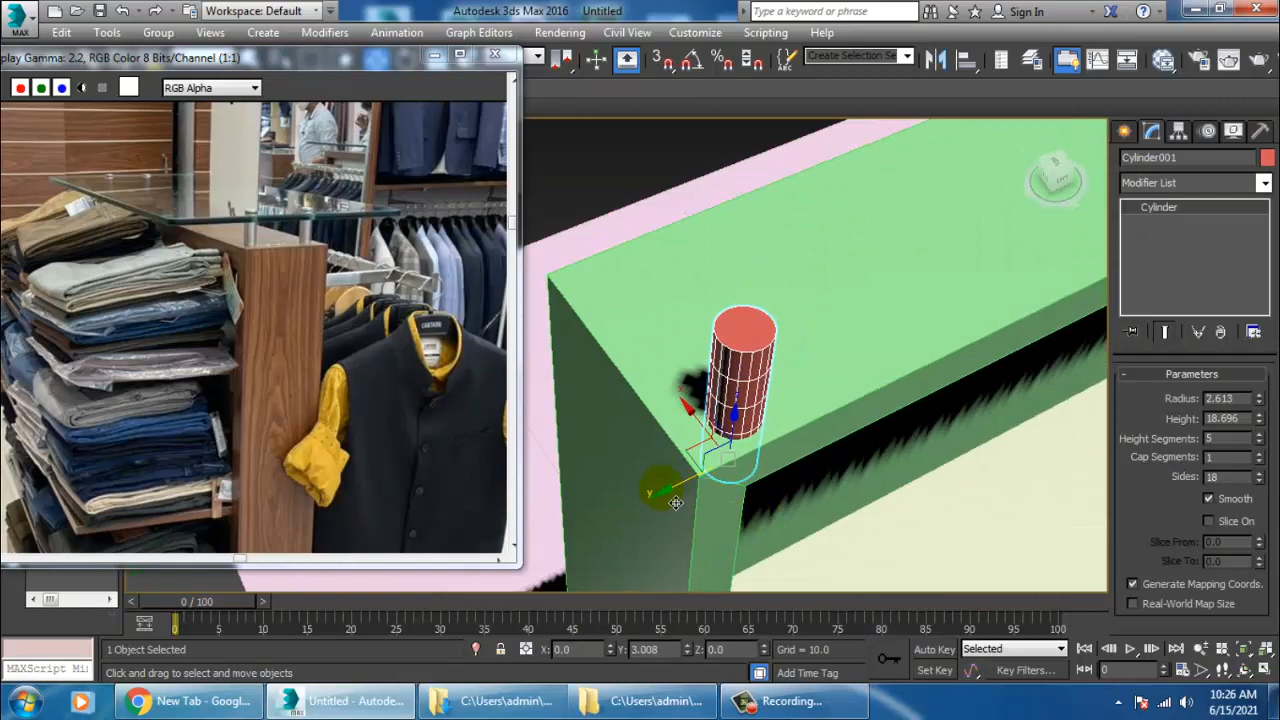 MAX
Workspace: Default
Autodesk 3ds Max 2016
Untitled
Type a keyword or phrase
Sign In
Edit
Tools
Group
Views
Create
Modifiers
Animation
Graph Editors
Rendering
Civil View
Customize
Scripting
Help
play Gamma: 2.2, RGB Color 8 Bits/Channel (1:1)
Create Selection Se
RGB Alpha
Cylinder001
Modifier List
Cylinder
y
Parameters
Radius: 2.613
Height: 18.696
Height Segments: 5
Cap Segments: 1
Sides: 18
Smooth
Slice On
Slice From: 0.0
Slice To: 0.0
Generate Mapping Coords.
Real-World Map Size
0 / 100
0 5 10 15 20 25 30 35 40 45 50 55 60 65 70 75 80 85 90 95 100
1 Object Selected
X: 0.0
Y: 3.008
Z: 0.0
Grid = 10.0
Auto Key
Selected
MAXScript Mi
Click and drag to select and move objects
Add Time Tag
Set Key
Key Filters...
0
New Tab - Googl...
Untitled - Autode...
C:\Users\admin\...
C:\Users\admin\...
Recording...
10:26 AM
6/15/2021